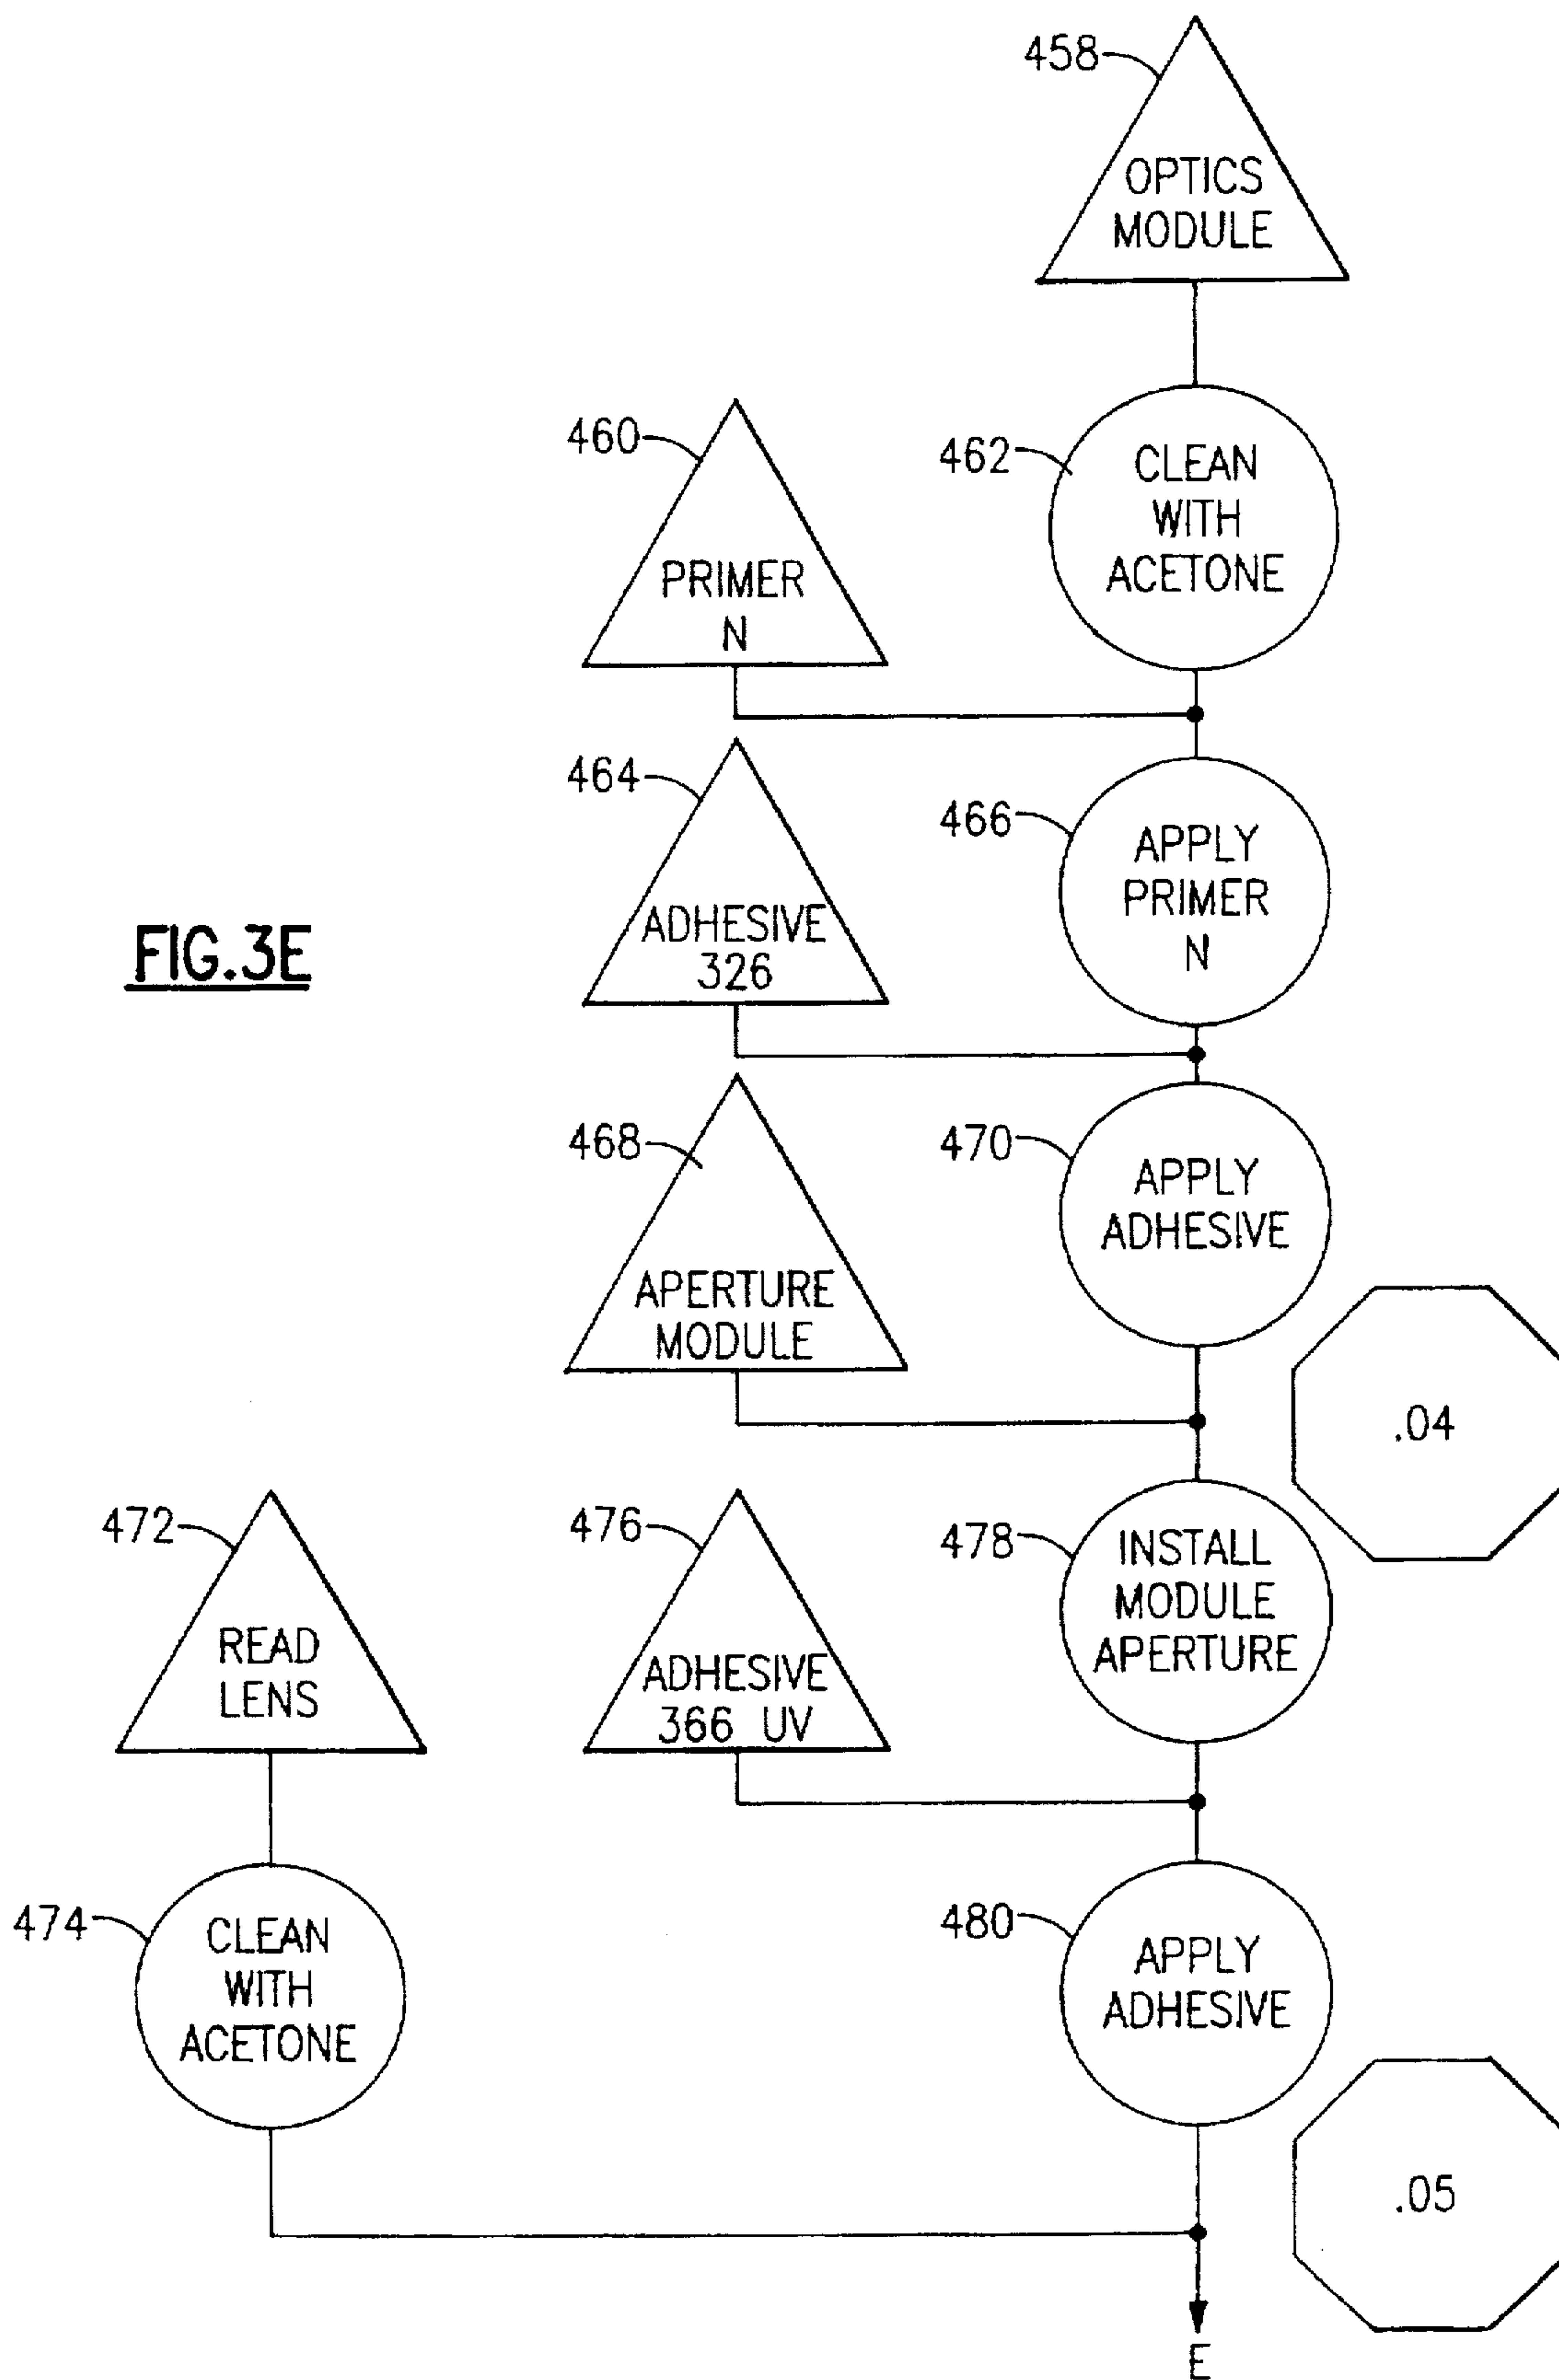 458
OPTICS
MODULE
460
PRIMER
N
462
CLEAN
WITH
ACETONE
464
ADHESIVE
326
466
APPLY
PRIMER
N
FIG.3E
468
APERTURE
MODULE
470
APPLY
ADHESIVE
.04
472
READ
LENS
476
ADHESIVE
366 UV
478
INSTALL
MODULE
APERTURE
474
CLEAN
WITH
ACETONE
480
APPLY
ADHESIVE
.05
E